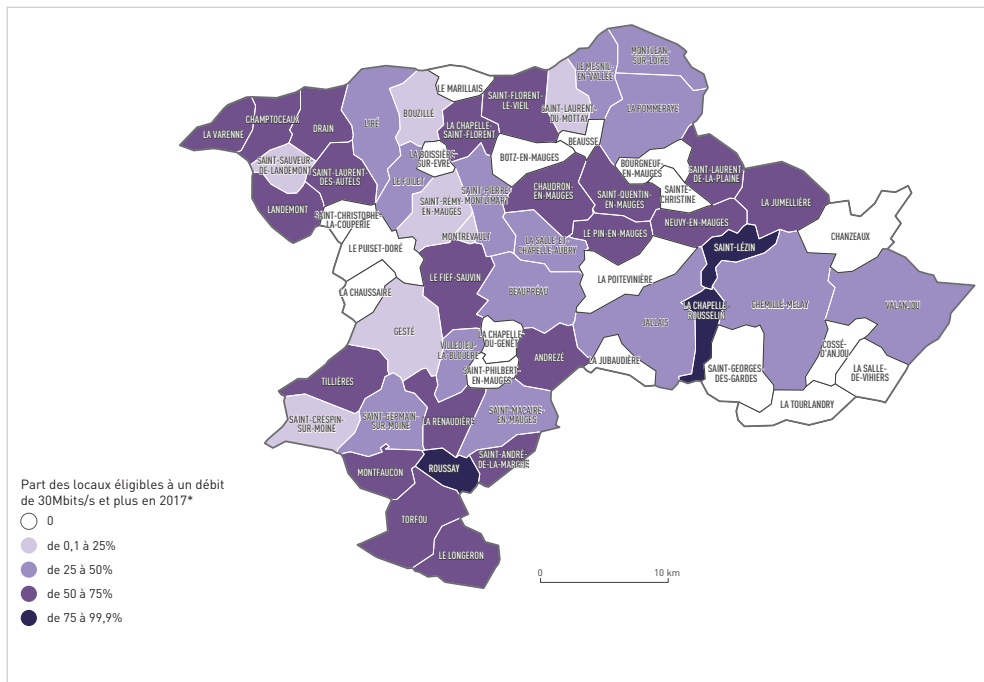 MONTJEAN-
SUR-LOIRE
LE MESNIL-
EN-VALLÉE
LE MARILLAIS
SAINT-FLORENT-
LE-VIEIL
SAINT-LAURENT-
DU-MOTTAY
LA POMMERAYE
BOUZILLÉ
LIRÉ
CHAMPTOCEAUX
DRAIN
LA VARENNE
LA CHAPELLE-
SAINT-FLORENT
BEAUSSE
LA BOISSIÈRE-
SUR-EVRE
BOTZ-EN-MAUGES
BOURGNEUF-
EN-MAUGES
SAINT-SAUVEUR-
DE-LANDEMONT
SAINT-LAURENT-
DES-AUTELS
LE FUILET
SAINT-PIERRE-
MONTLIMART
CHAUDRON-
EN-MAUGES
SAINT-QUENTIN-
EN-MAUGES
SAINTE-
CHRISTINE
SAINT-LAURENT-
DE-LA-PLAINE
LA JUMELLIÈRE
LANDEMONT
SAINT-CHRISTOPHE-
LA-COUPERIE
SAINT-RÉMY-
EN-MAUGES
MONTREVAULT
LA SALLE-ET-
CHAPELLE-AUBRY
LE PIN-EN-MAUGES
NEUVY-EN-MAUGES
CHANZEAUX
LE PUISET-DORÉ
SAINT-LÉZIN
LE FIEF-SAUVIN
LA POITEVINIÈRE
LA CHAUSSAIRE
BEAUPRÉAU
LA CHAPELLE-
ROUSSELIN
CHEMILLÉ-MELAY
VALANJOU
GESTÉ
JALLAIS
VILLEDIEU-
LA-BLOUÈRE
LA CHAPELLE-
DU-GENÊT
ANDREZÉ
LA JUBAUDIÈRE
COSSÉ-
D'ANJOU
SAINT-PHILBERT-
EN-MAUGES
SAINT-GEORGES-
DES-GARDES
LA SALLE-
DE-VIHIERS
TILLIÈRES
LA TOURLANDRY
SAINT-CRESPIN-
SUR-MOINE
SAINT-GERMAIN-
SUR-MOINE
LA RENAUDIÈRE
SAINT-MACAIRE-
EN-MAUGES
MONTFAUCON
ROUSSAY
SAINT-ANDRÉ-
DE-LA-MARCHE
TORFOU
LE LONGERON
Part des locaux éligibles à un débit
de 30Mbits/s et plus en 2017*
0
de 0,1 à 25%
de 25 à 50%
de 50 à 75%
de 75 à 99,9%
0 10 km